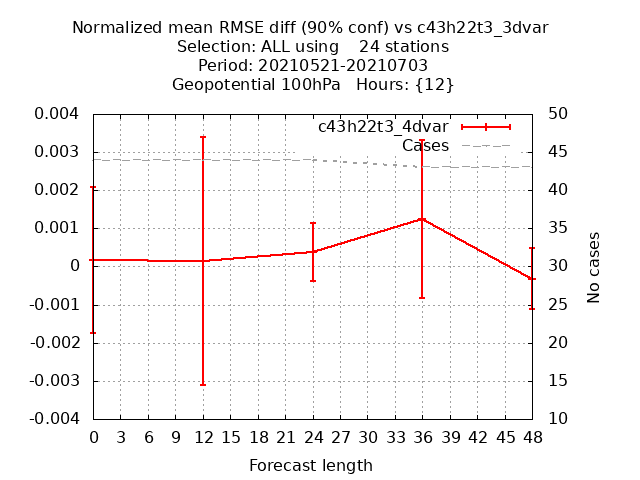 Normalized mean RMSE diff (90% conf) vs c43h22t3_3dvar
Selection: ALL using    24 stations
Period: 20210521-20210703
Geopotential 100hPa   Hours: {12}
c43h22t3_4dvar
Cases
0.004
0.003
0.002
0.001
0
-0.001
-0.002
-0.003
-0.004
50
45
40
35
30
25
20
15
10
No cases
0 3 6 9 12 15 18 21 24 27 30 33 36 39 42 45 48
Forecast length